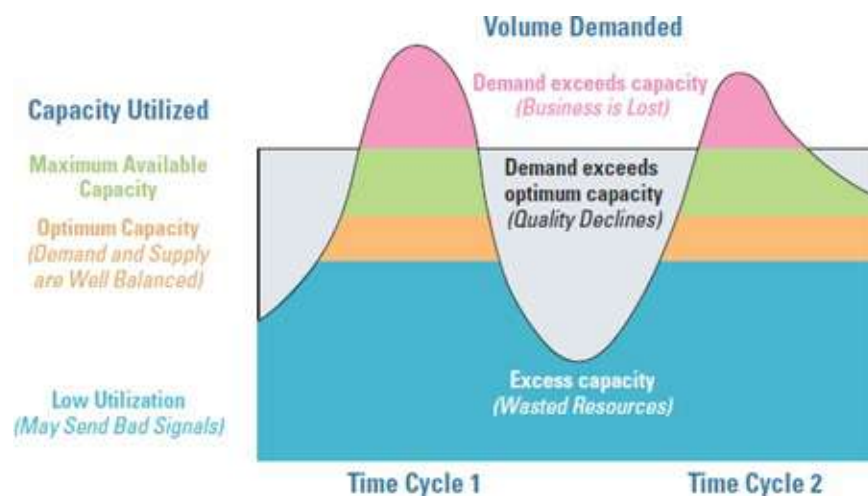 Volume Demanded
Demand exceeds capacity
(Business is Lost)
Capacity Utilized
Maximum Available
Capacity
Demand exceeds
optimum capacity
(Quality Declines)
Optimum Capacity
(Demand and Supply
are Well Balanced)
Excess capacity
(Wasted Resources)
Low Utilization
(May Send Bad Signals)
Time Cycle 1
Time Cycle 2